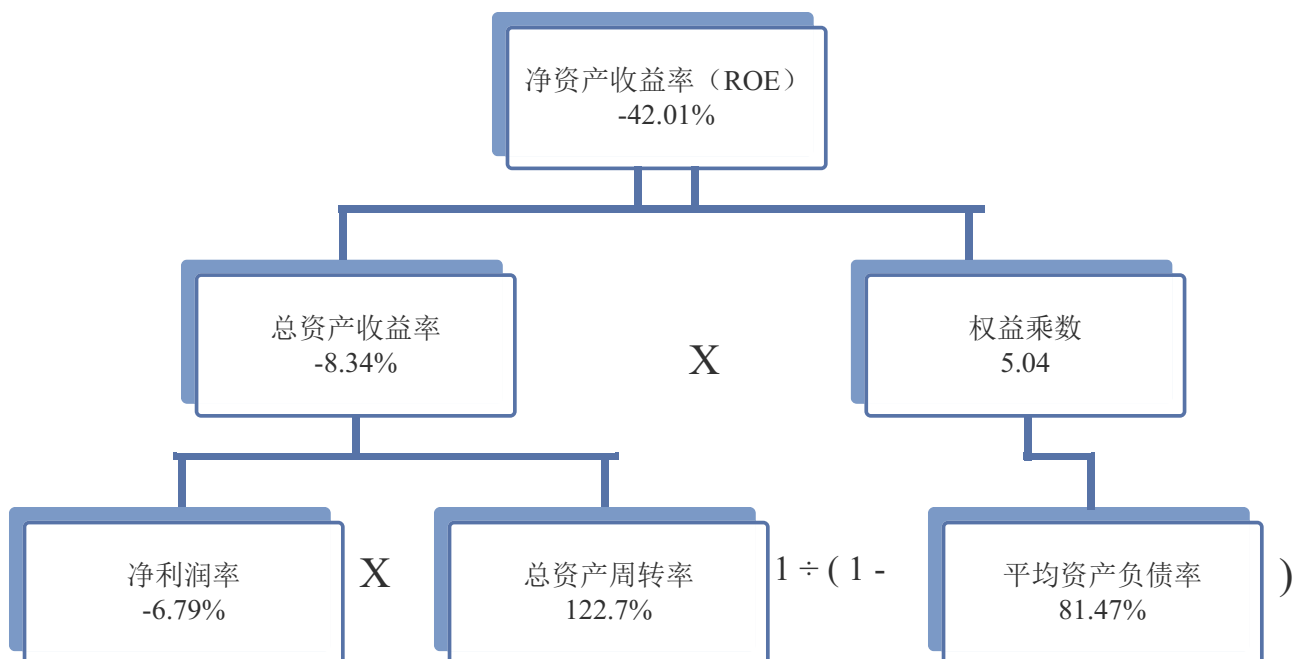 净资产收益率（ROE）
-42.01%
总资产收益率
-8.34%
X
权益乘数
5.04
净利润率
-6.79%
X
总资产周转率
122.7%
1 ÷ ( 1 -
平均资产负债率
81.47%
)